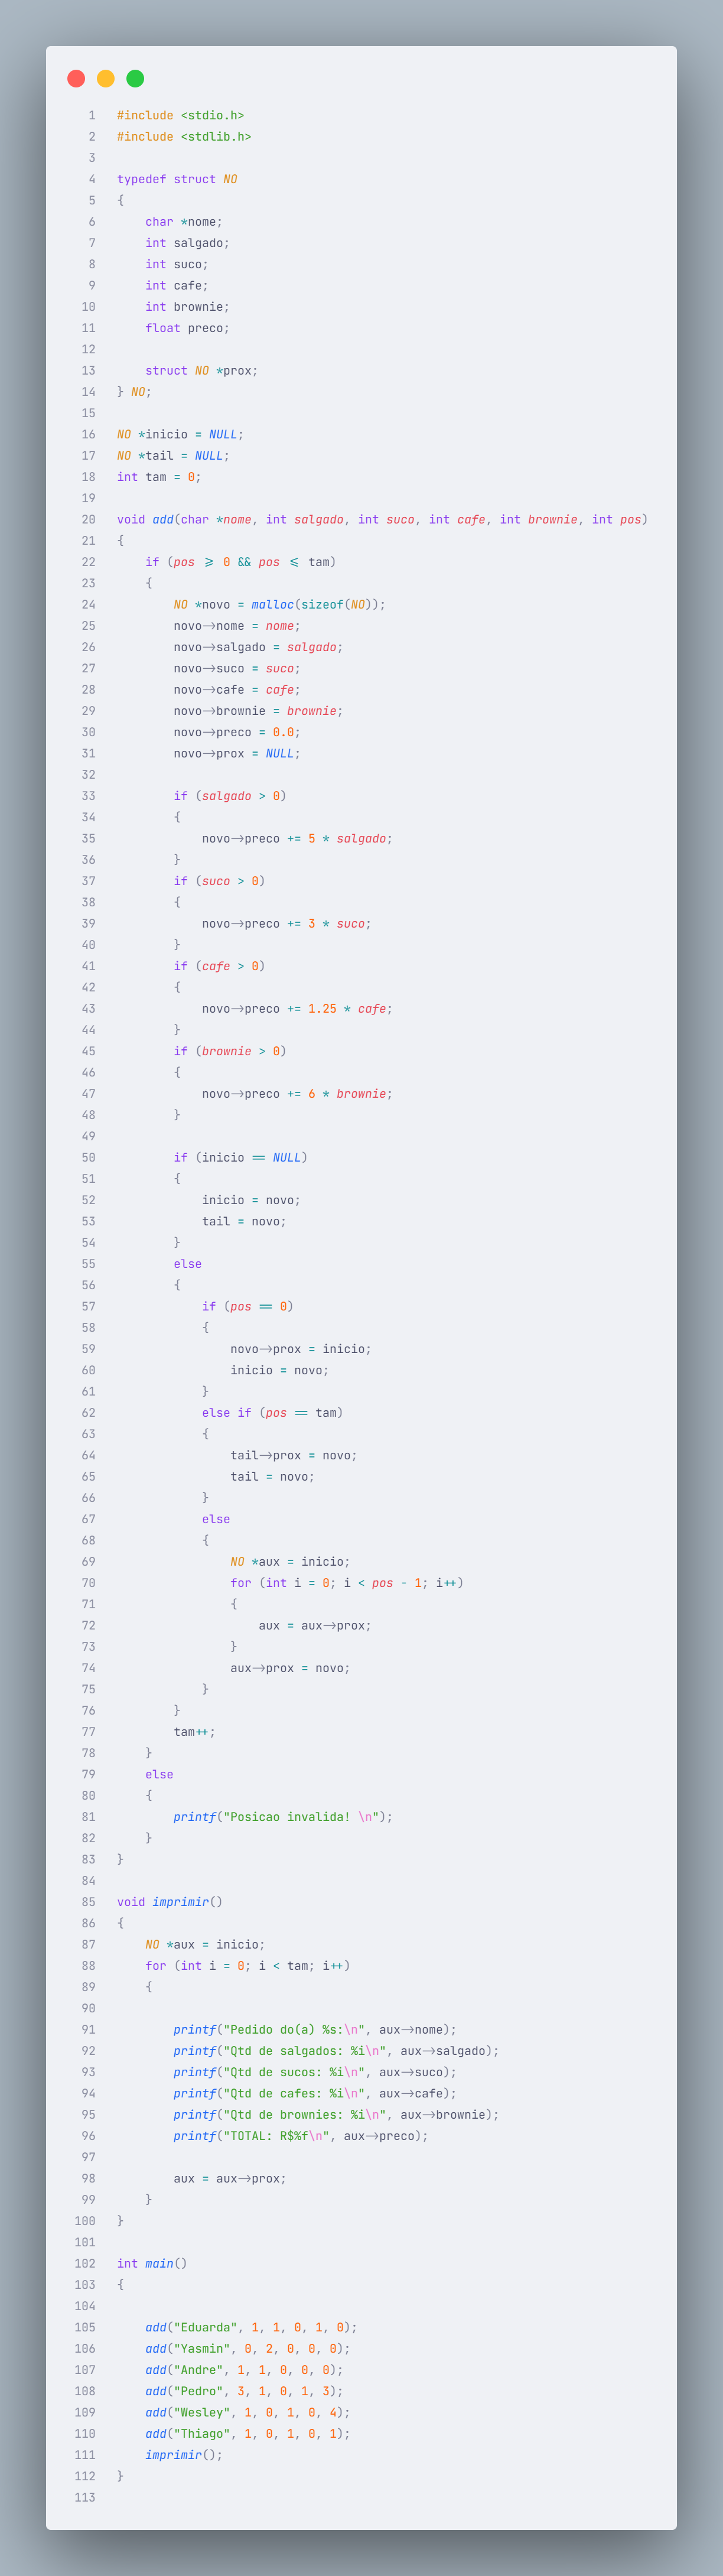 1 #include <stdio.h>
2 #include <stdlib.h>
3
4 typedef struct NO
5 {
6     char *nome;
7     int salgado;
8     int suco;
9     int cafe;
10     int brownie;
11     float preco;
12
13     struct NO *prox;
14 } NO;
15
16 NO *inicio = NULL;
17 NO *tail = NULL;
18 int tam = 0;
19
20 void add(char *nome, int salgado, int suco, int cafe, int brownie, int pos)
21 {
22     if (pos >= 0 && pos <= tam)
23     {
24         NO *novo = malloc(sizeof(NO));
25         novo->nome = nome;
26         novo->salgado = salgado;
27         novo->suco = suco;
28         novo->cafe = cafe;
29         novo->brownie = brownie;
30         novo->preco = 0.0;
31         novo->prox = NULL;
32
33         if (salgado > 0)
34         {
35             novo->preco += 5 * salgado;
36         }
37         if (suco > 0)
38         {
39             novo->preco += 3 * suco;
40         }
41         if (cafe > 0)
42         {
43             novo->preco += 1.25 * cafe;
44         }
45         if (brownie > 0)
46         {
47             novo->preco += 6 * brownie;
48         }
49
50         if (inicio == NULL)
51         {
52             inicio = novo;
53             tail = novo;
54         }
55         else
56         {
57             if (pos == 0)
58             {
59                 novo->prox = inicio;
60                 inicio = novo;
61             }
62             else if (pos == tam)
63             {
64                 tail->prox = novo;
65                 tail = novo;
66             }
67             else
68             {
69                 NO *aux = inicio;
70                 for (int i = 0; i < pos - 1; i++)
71                 {
72                     aux = aux->prox;
73                 }
74                 aux->prox = novo;
75             }
76         }
77         tam++;
78     }
79     else
80     {
81         printf("Posicao invalida! \n");
82     }
83 }
84
85 void imprimir()
86 {
87     NO *aux = inicio;
88     for (int i = 0; i < tam; i++)
89     {
90
91         printf("Pedido do(a) %s:\n", aux->nome);
92         printf("Qtd de salgados: %i\n", aux->salgado);
93         printf("Qtd de sucos: %i\n", aux->suco);
94         printf("Qtd de cafes: %i\n", aux->cafe);
95         printf("Qtd de brownies: %i\n", aux->brownie);
96         printf("TOTAL: R$%f\n", aux->preco);
97
98         aux = aux->prox;
99     }
100 }
101
102 int main()
103 {
104
105     add("Eduarda", 1, 1, 0, 1, 0);
106     add("Yasmin", 0, 2, 0, 0, 0);
107     add("Andre", 1, 1, 0, 0, 0);
108     add("Pedro", 3, 1, 0, 1, 3);
109     add("Wesley", 1, 0, 1, 0, 4);
110     add("Thiago", 1, 0, 1, 0, 1);
111     imprimir();
112 }
113